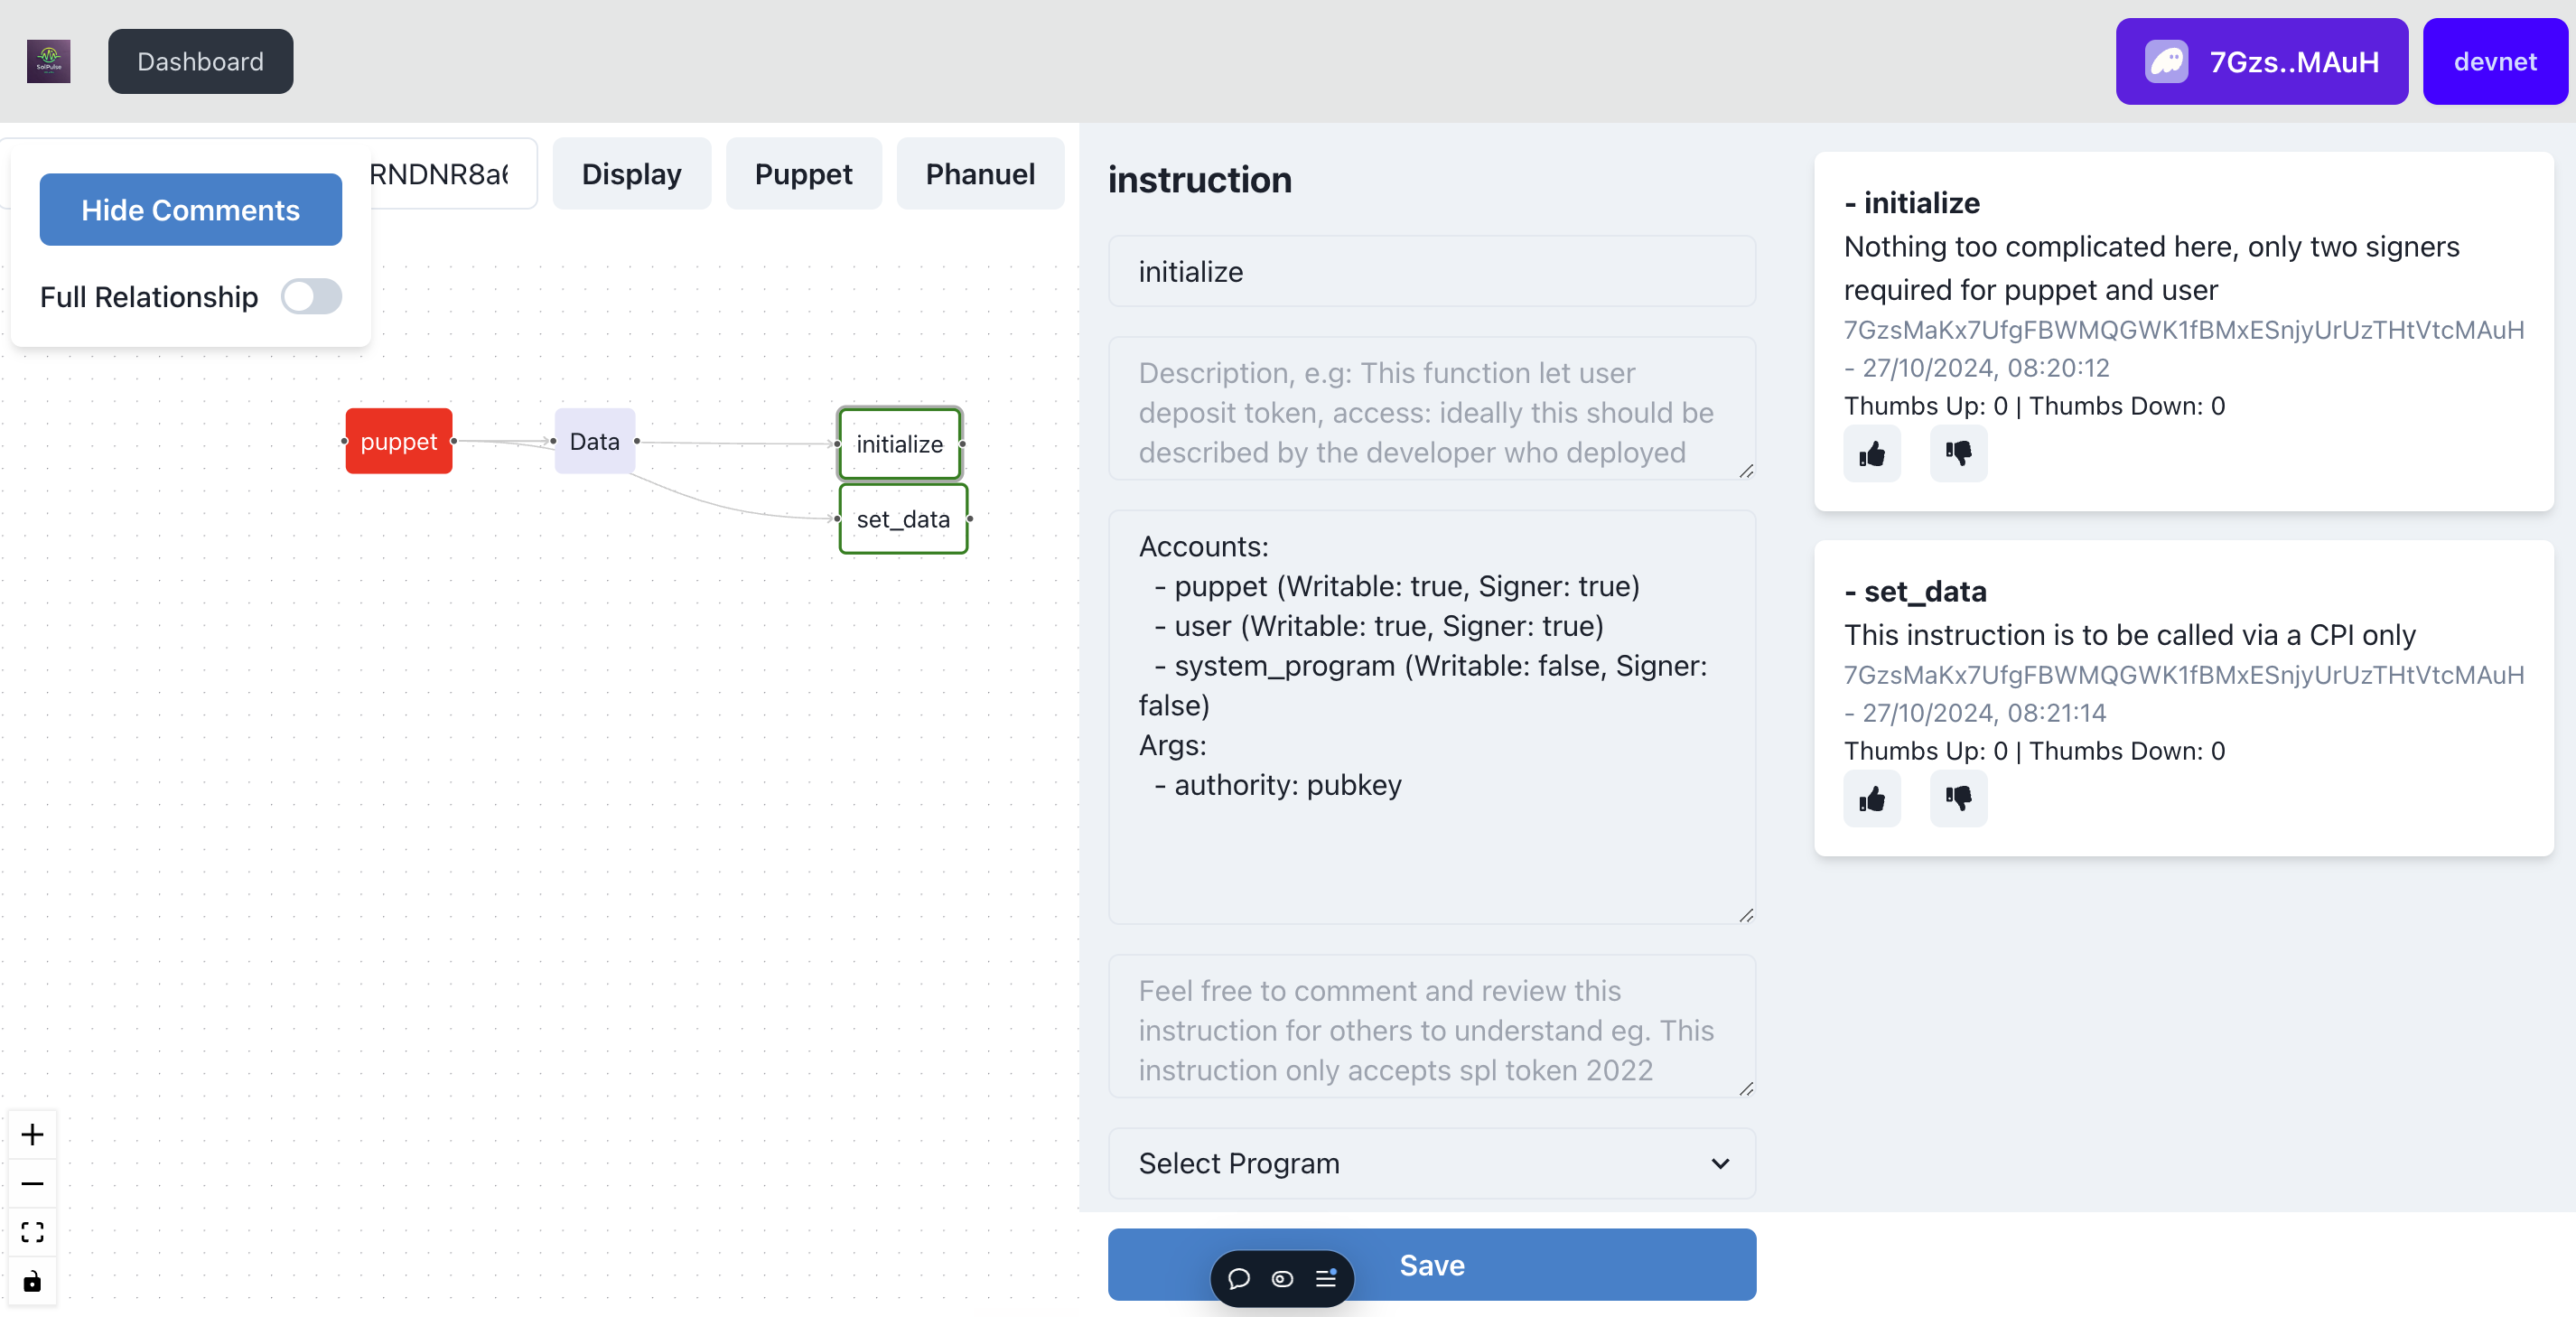 SolPulse
Dashboard
7Gzs..MAuH
devnet
Hide Comments
Full Relationship
RNDNR8a
Display
Puppet
Phanuel
puppet
Data
initialize
set_data
instruction
initialize
Description, e.g: This function let user
deposit token, access: ideally this should be
described by the developer who deployed
Accounts:
- puppet (Writable: true, Signer: true)
- user (Writable: true, Signer: true)
- system_program (Writable: false, Signer:
false)
Args:
- authority: pubkey
Feel free to comment and review this
instruction for others to understand eg. This
instruction only accepts spl token 2022
Select Program
Save
- initialize
Nothing too complicated here, only two signers
required for puppet and user
7GzsMaKx7UfgFBWMQGWK1fBMxESnjyUrUzTHtVtcMAuH
- 27/10/2024, 08:20:12
Thumbs Up: 0 | Thumbs Down: 0
- set_data
This instruction is to be called via a CPI only
7GzsMaKx7UfgFBWMQGWK1fBMxESnjyUrUzTHtVtcMAuH
- 27/10/2024, 08:21:14
Thumbs Up: 0 | Thumbs Down: 0